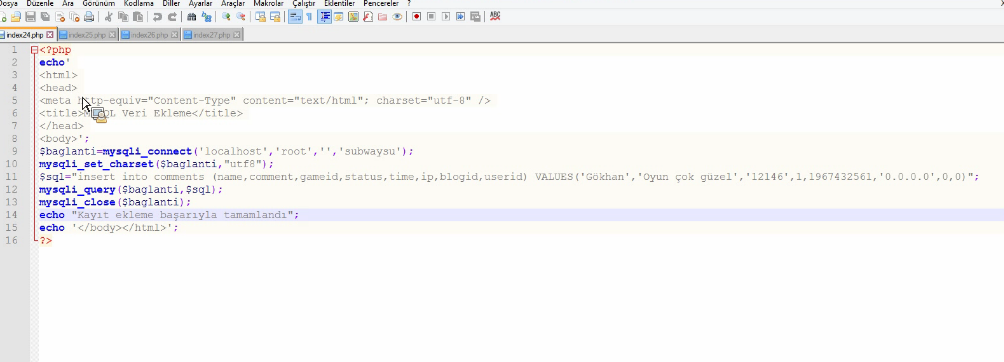 Dosya Düzenle Ara Görünüm Kodlama Diller Ayarlar Araçlar Makrolar Çalıştır Eklentiler Pencereler ?
index24.php index25.php index26.php index27.php
1 <?php
2 echo'
3 <html>
4 <head>
5 <meta http-equiv="Content-Type" content="text/html"; charset="utf-8" />
6 <title> Veri Ekleme</title>
7 </head>
8 <body>';
9 $baglanti=mysqli_connect('localhost','root','','subwaysu');
10 mysqli_set_charset($baglanti,"utf8");
11 $sql="insert into comments (name,comment,gameid,status,time,ip,blogid,userid) VALUES('Gökhan','Oyun çok güzel','12146',1,1967432561,'0.0.0.0',0,0)";
12 mysqli_query($baglanti,$sql);
13 mysqli_close($baglanti);
14 echo "Kayıt ekleme başarıyla tamamlandı";
15 echo '</body></html>';
16 ?>